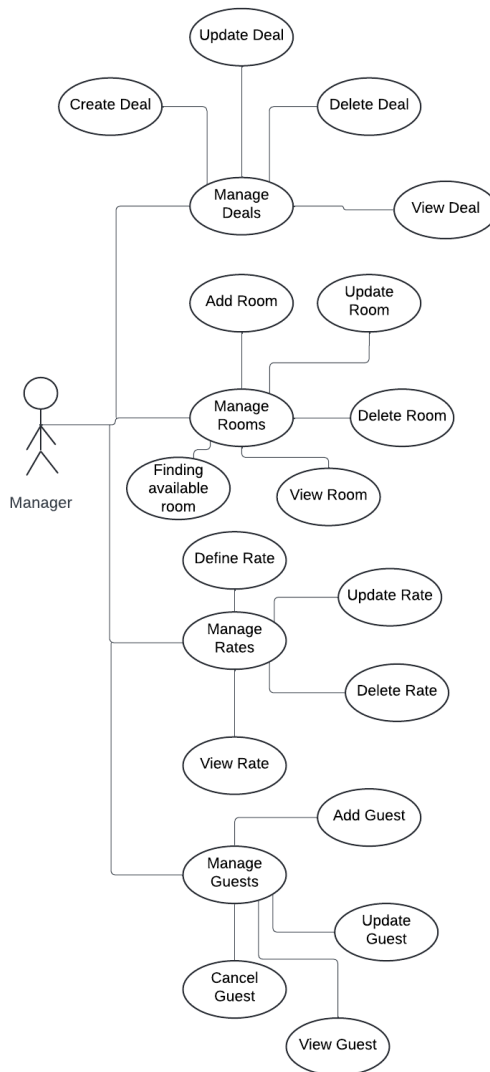 Update Deal
Create Deal
Delete Deal
Manage
Deals
View Deal
Add Room
Update
Room
Manage
Rooms
Delete Room
Finding
available
room
View Room
Manager
Define Rate
Update Rate
Manage
Rates
Delete Rate
View Rate
Add Guest
Manage
Guests
Update
Guest
Cancel
Guest
View Guest